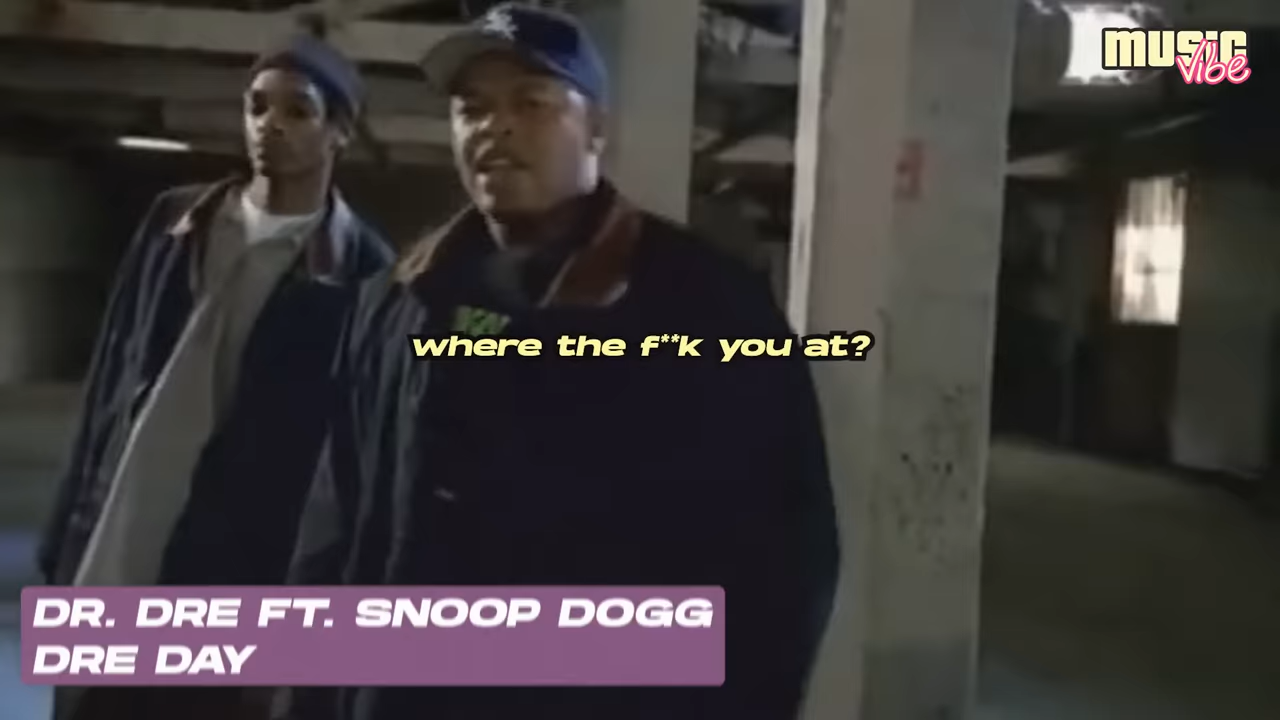 MUSIC
Vibe
where the f**k you at?
DR. DRE FT. SNOOP DOGG
DRE DAY